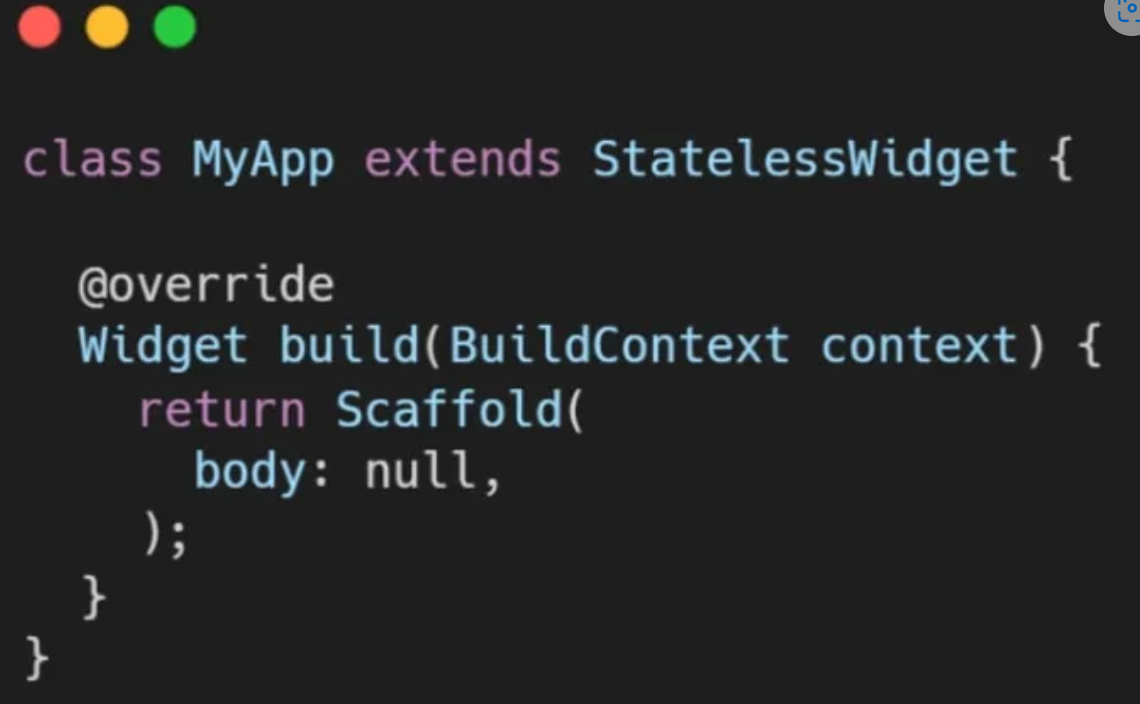 class MyApp extends StatelessWidget {
@override
Widget build(BuildContext context) {
return Scaffold(
body: null,
);
}
}